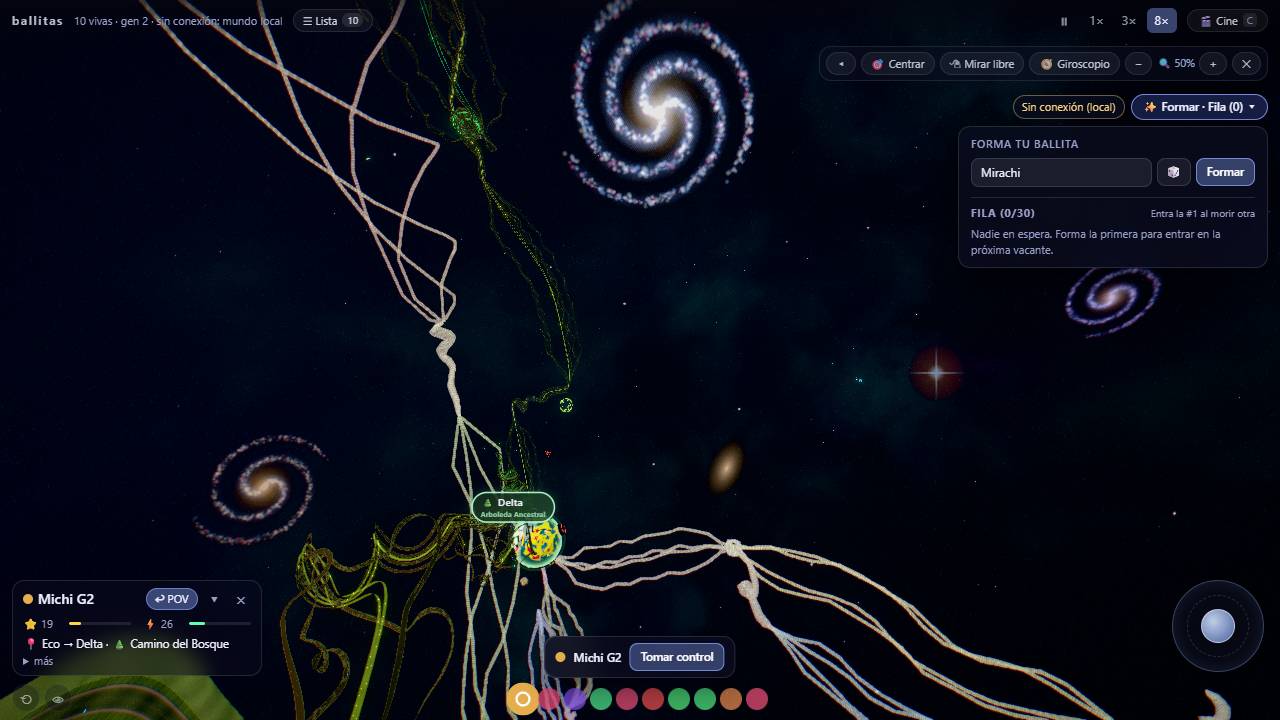 ballitas 10 vivas · gen 2 · sin conexión: mundo local ☰ Lista 10
1× 3× 8× Cine C
Centrar Mirar libre Giroscopio − 50% + ✕
Sin conexión (local) Formar · Fila (0) ▾
FORMA TU BALLITA
Mirachi Formar
FILA (0/30) Entra la #1 al morir otra
Nadie en espera. Forma la primera para entrar en la
próxima vacante.
Delta
Arboleda Ancestral
Michi G2 POV ▾ ✕
19 26
Eco → Delta · Camino del Bosque
▶ más
Michi G2 Tomar control